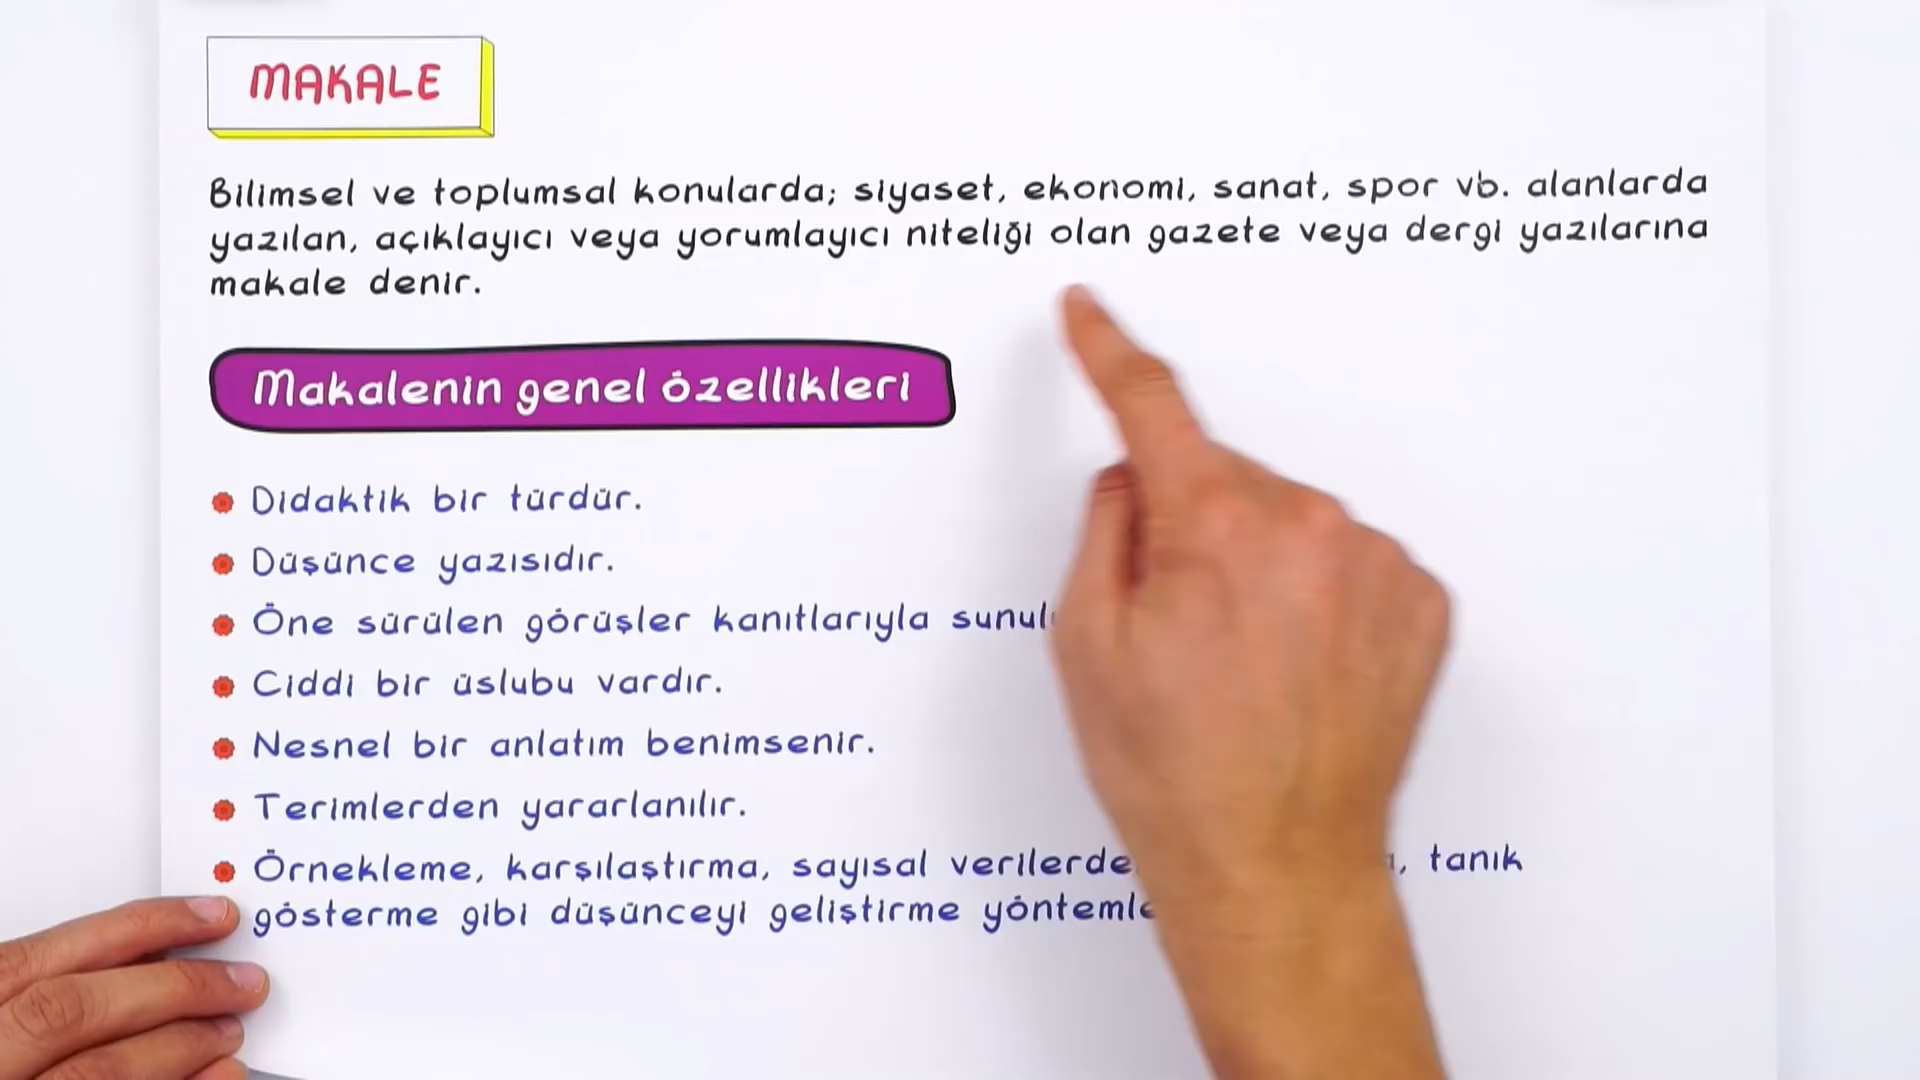 MAKALE
Bilimsel ve toplumsal konularda; siyaset, ekonomi, sanat, spor vb. alanlarda
yazılan, açıklayıcı veya yorumlayıcı niteliği olan gazete veya dergi yazılarına
makale denir.
Makalenin genel özellikleri
Didaktik bir türdür.
Düşünce yazısıdır.
Öne sürülen görüşler kanıtlarıyla
Ciddi bir üslubu vardır.
Nesnel bir anlatım benimsenir.
Terimlerden yararlanılır.
Örnekleme, karşılaştırma, sayısal tanık
gösterme gibi düşünceyi geliştirme